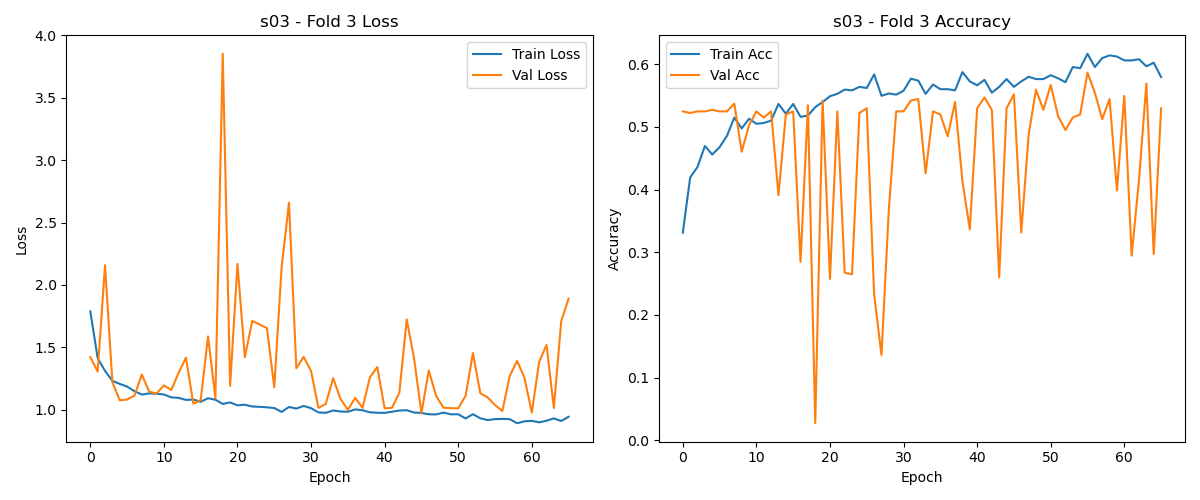 s03 - Fold 3 Loss
4.0
3.5
3.0
2.5
2.0
1.5
1.0
Loss
Train Loss
Val Loss
0 10 20 30 40 50 60
Epoch
s03 - Fold 3 Accuracy
0.6
0.5
0.4
0.3
0.2
0.1
0.0
Accuracy
Train Acc
Val Acc
0 10 20 30 40 50 60
Epoch